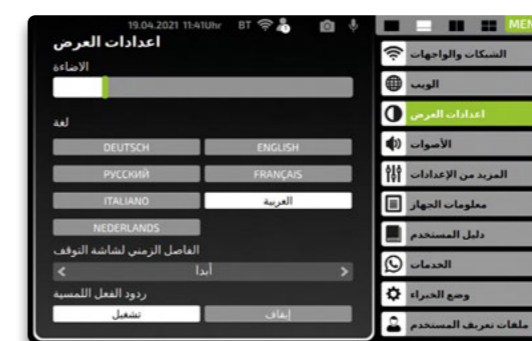 19.04.2021 11:41Uhr BT
MEN
اعدادات العرض
الاضاءة
لغة
DEUTSCH ENGLISH
РУССКИЙ FRANÇAIS
ITALIANO العربية
NEDERLANDS
الفاصل الزمني لشاشة التوقف
< أبدا >
ردود الفعل اللمسية
تشغيل إيقاف
الشبكات والواجهات
الويب
اعدادات العرض
الأصوات
المزيد من الإعدادات
معلومات الجهاز
دليل المستخدم
الخدمات
وضع الخبراء
ملفات تعريف المستخدم